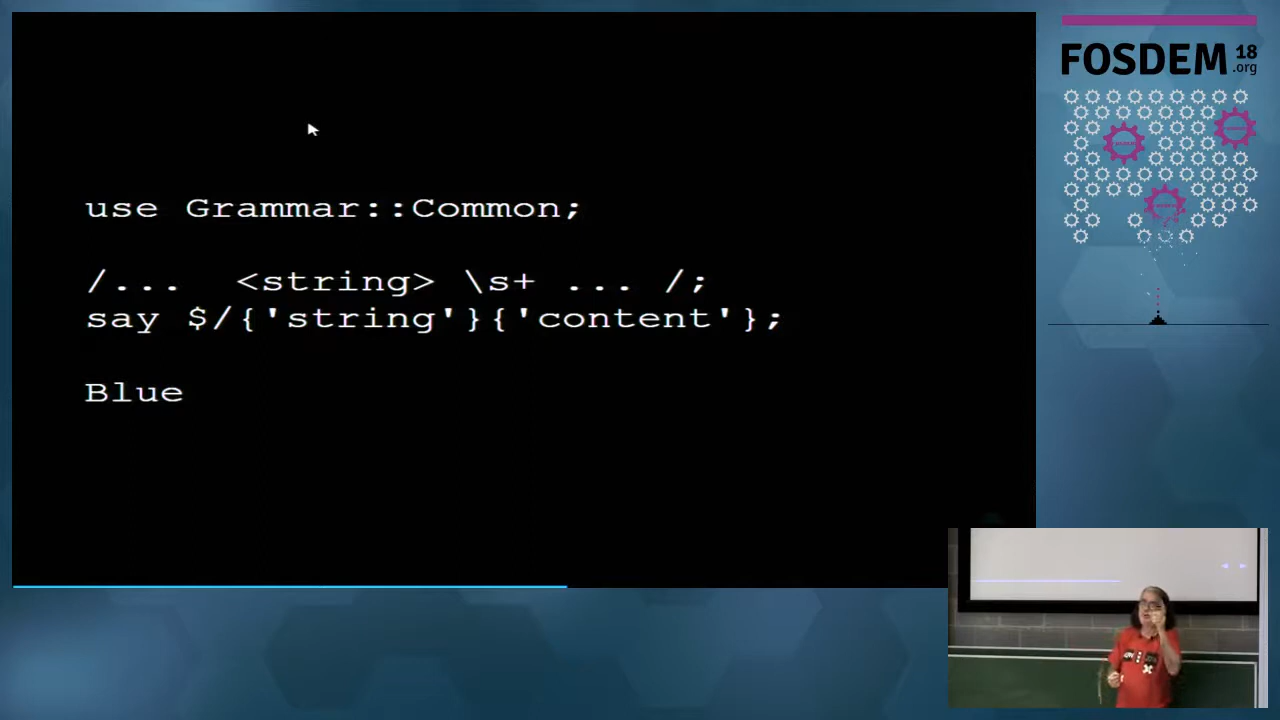 use Grammar::Common;
/... <string> \s+ ... /;
say $/{'string'}{'content'};
Blue
FOSDEM 18
.org